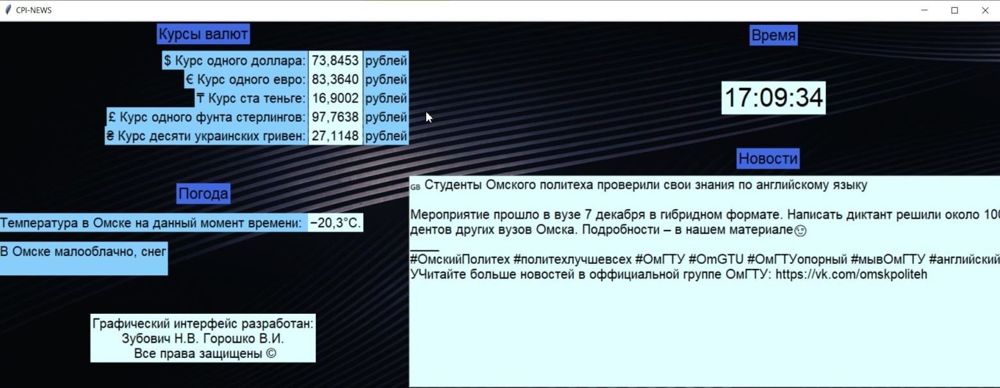 CPI-NEWS
Курсы валют
$ Курс одного доллара: 73,8453 рублей
€ Курс одного евро: 83,3640 рублей
₸ Курс ста теньге: 16,9002 рублей
£ Курс одного фунта стерлингов: 97,7638 рублей
₴ Курс десяти украинских гривен: 27,1148 рублей
Погода
Температура в Омске на данный момент времени: −20,3°C.
В Омске малооблачно, снег
Графический интерфейс разработан:
Зубович Н.В. Горошко В.И.
Все права защищены ©
Время
17:09:34
Новости
GB Студенты Омского политеха проверили свои знания по английскому языку
Мероприятие прошло в вузе 7 декабря в гибридном формате. Написать диктант решили около 100
дентов других вузов Омска. Подробности – в нашем материале😉
____
#ОмскийПолитех #политехлучшевсех #ОмГТУ #OmGTU #ОмГТУопорный #мывОмГТУ #английский
УЧитайте больше новостей в оффициальной группе ОмГТУ: https://vk.com/omskpoliteh